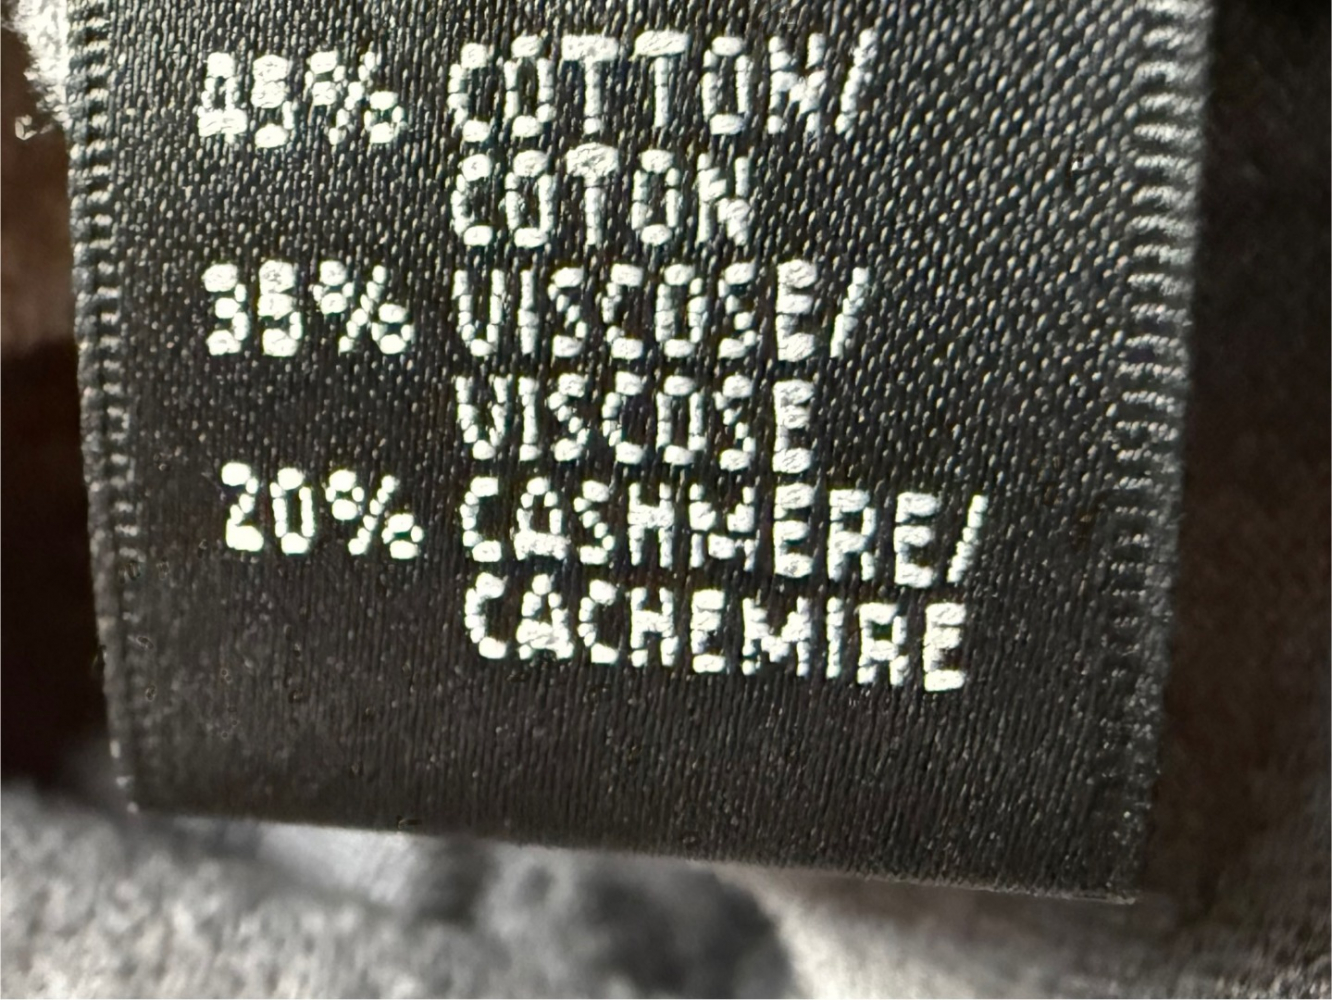 45% COTTON/
COTON
35% VISCOSE/
VISCOSE
20% CASHMERE/
CACHEMIRE